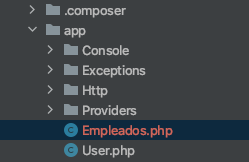 .composer
app
Console
Exceptions
Http
Providers
Empleados.php
User.php